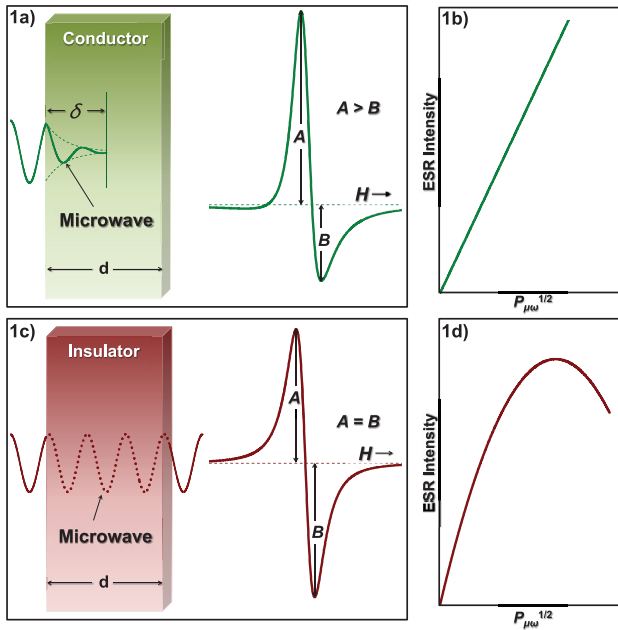 1a)
Conductor
δ
Microwave
d
A
A > B
H →
B
1b)
ESR Intensity
Pμω1/2
1c)
Insulator
Microwave
d
A
A = B
H →
B
1d)
ESR Intensity
Pμω1/2